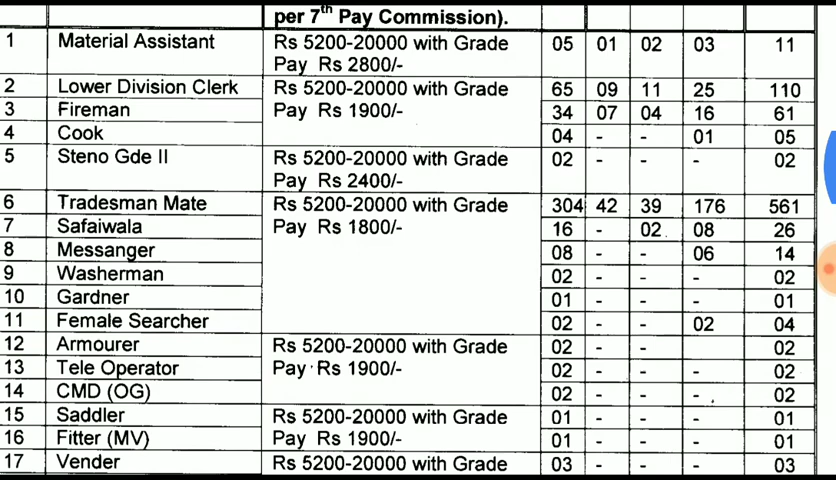 per 7th Pay Commission).
1 Material Assistant Rs 5200-20000 with Grade 05 01 02 03 11
Pay Rs 2800/-
2 Lower Division Clerk Rs 5200-20000 with Grade 65 09 11 25 110
3 Fireman Pay Rs 1900/- 34 07 04 16 61
4 Cook 04 - - 01 05
5 Steno Gde II Rs 5200-20000 with Grade 02 - - - 02
Pay Rs 2400/-
6 Tradesman Mate Rs 5200-20000 with Grade 304 42 39 176 561
7 Safaiwala Pay Rs 1800/- 16 - 02 08 26
8 Messanger 08 - - 06 14
9 Washerman 02 - - - 02
10 Gardner 01 - - - 01
11 Female Searcher 02 - - 02 04
12 Armourer Rs 5200-20000 with Grade 02 - - - 02
13 Tele Operator Pay Rs 1900/- 02 - - - 02
14 CMD (OG) 02 - - - 02
15 Saddler Rs 5200-20000 with Grade 01 - - - 01
16 Fitter (MV) Pay Rs 1900/- 01 - - - 01
17 Vender Rs 5200-20000 with Grade 03 - - - 03